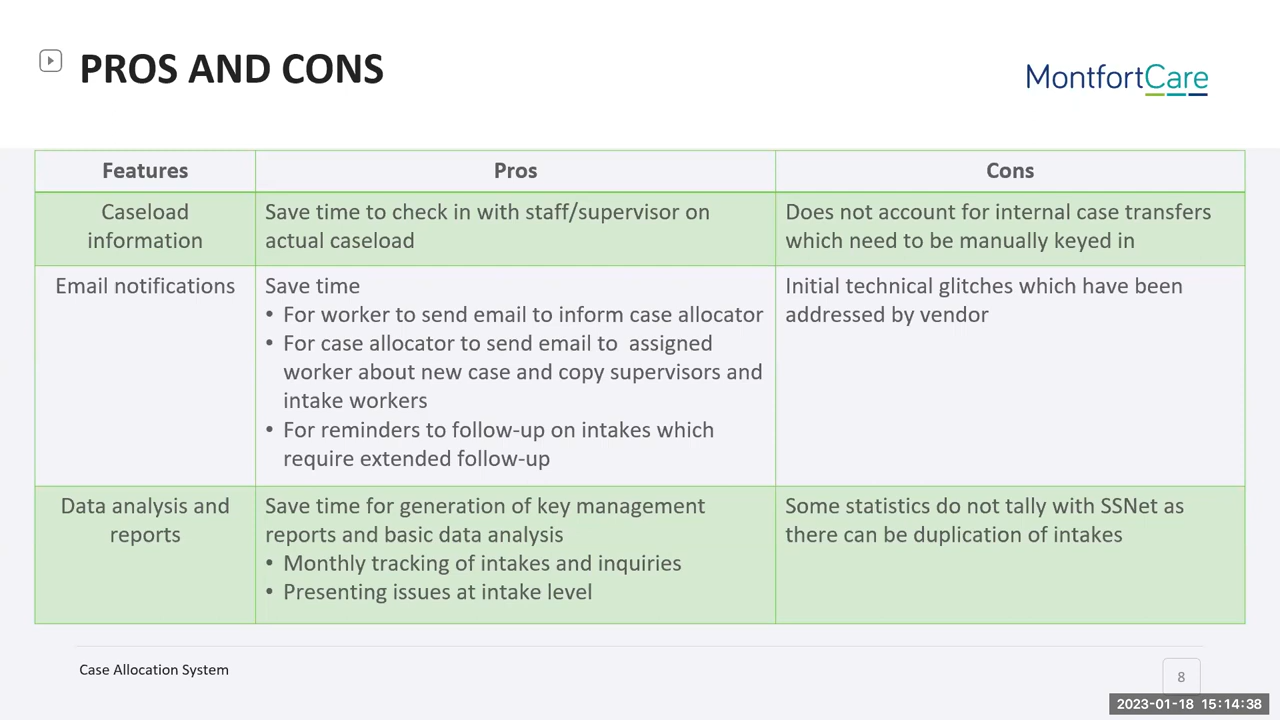 PROS AND CONS
MontfortCare
Features
Pros
Cons
Caseload
information
Save time to check in with staff/supervisor on
actual caseload
Does not account for internal case transfers
which need to be manually keyed in
Email notifications
Save time
• For worker to send email to inform case allocator
• For case allocator to send email to  assigned
worker about new case and copy supervisors and
intake workers
• For reminders to follow-up on intakes which
require extended follow-up
Initial technical glitches which have been
addressed by vendor
Data analysis and
reports
Save time for generation of key management
reports and basic data analysis
• Monthly tracking of intakes and inquiries
• Presenting issues at intake level
Some statistics do not tally with SSNet as
there can be duplication of intakes
Case Allocation System
8
2023-01-18 15:14:38